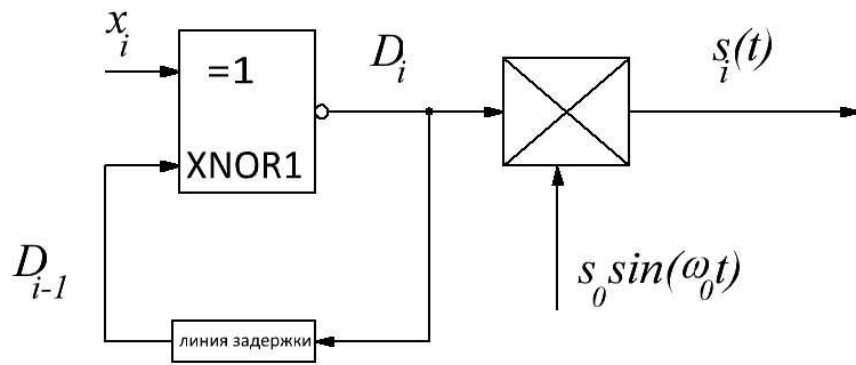 x_i
=1
D_i
s_i(t)
XNOR1
D_{i-1}
s_0 sin(ω_0 t)
линия задержки